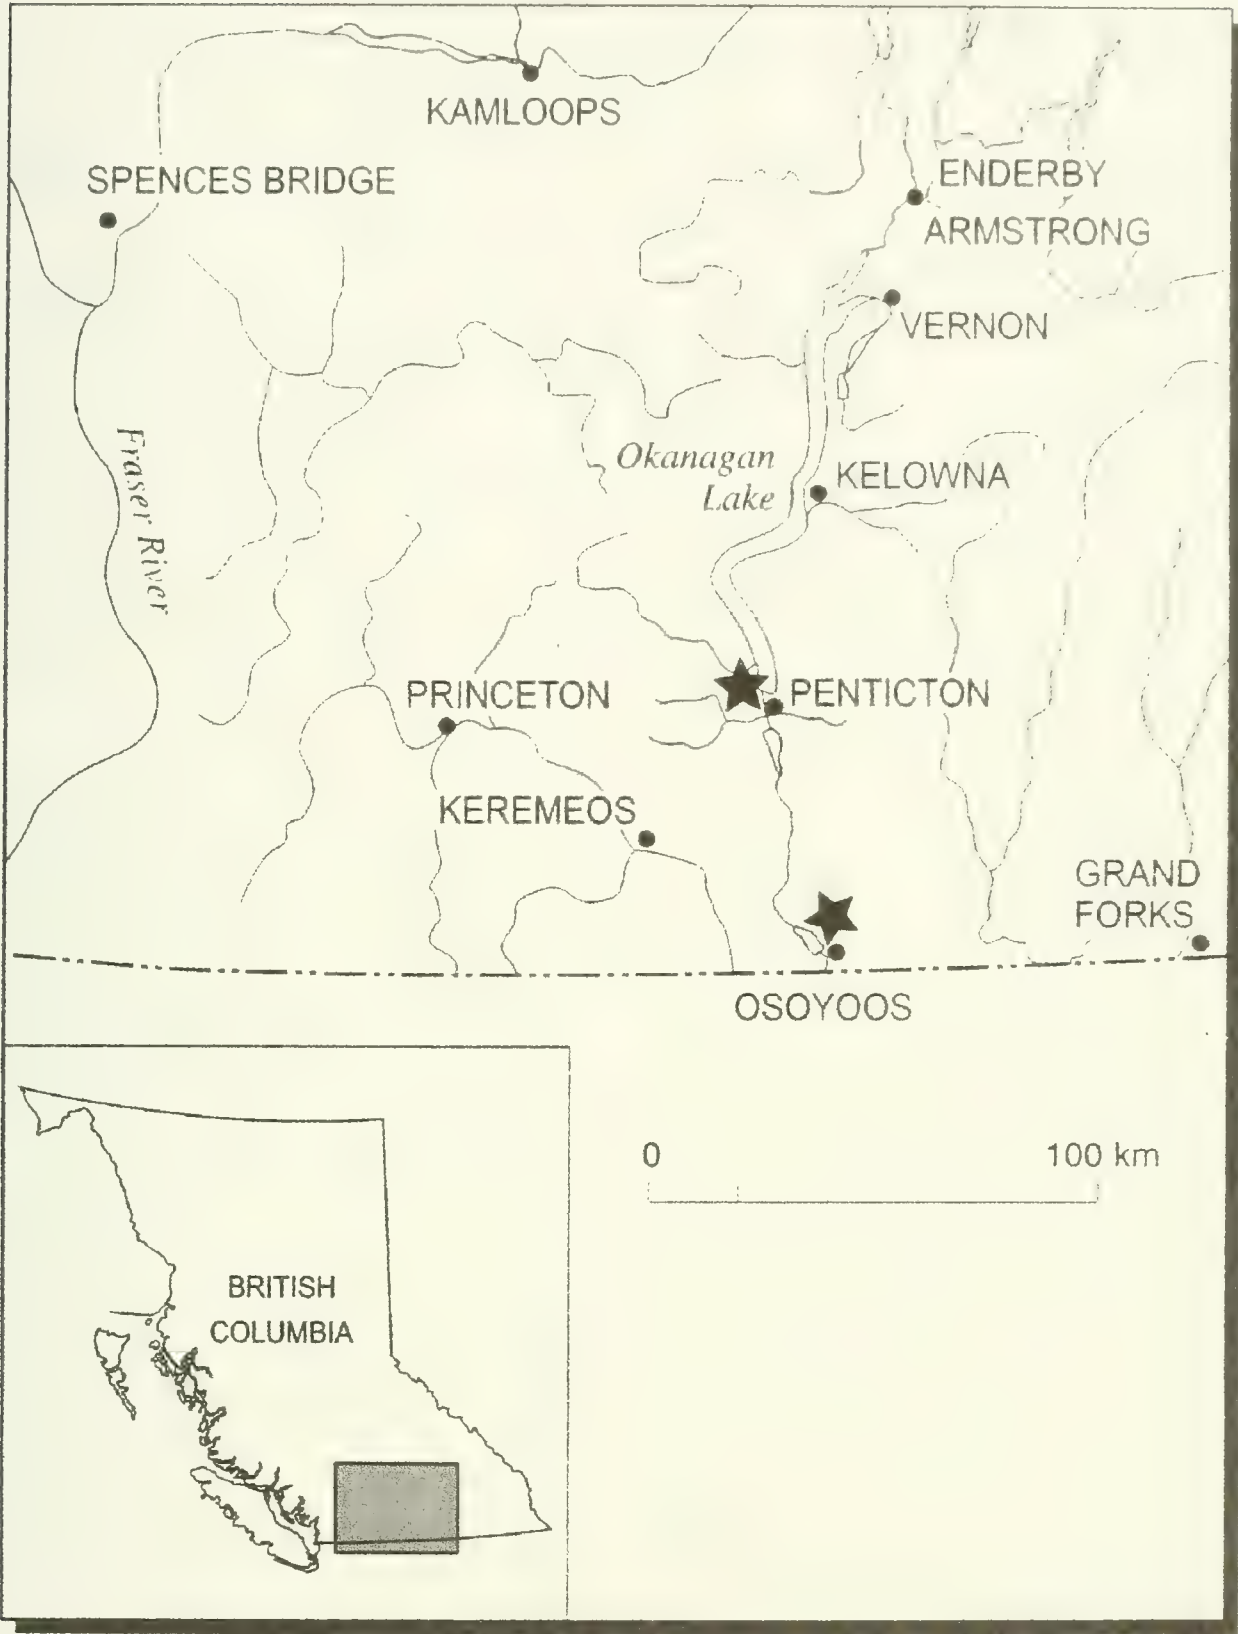 KAMLOOPS
SPENCES BRIDGE
ENDERBY
ARMSTRONG
VERNON
Fraser River
Okanagan
Lake
KELOWNA
PRINCETON
PENTICTON
KEREMEOS
GRAND
FORKS
OSOYOOS
0 100 km
BRITISH
COLUMBIA